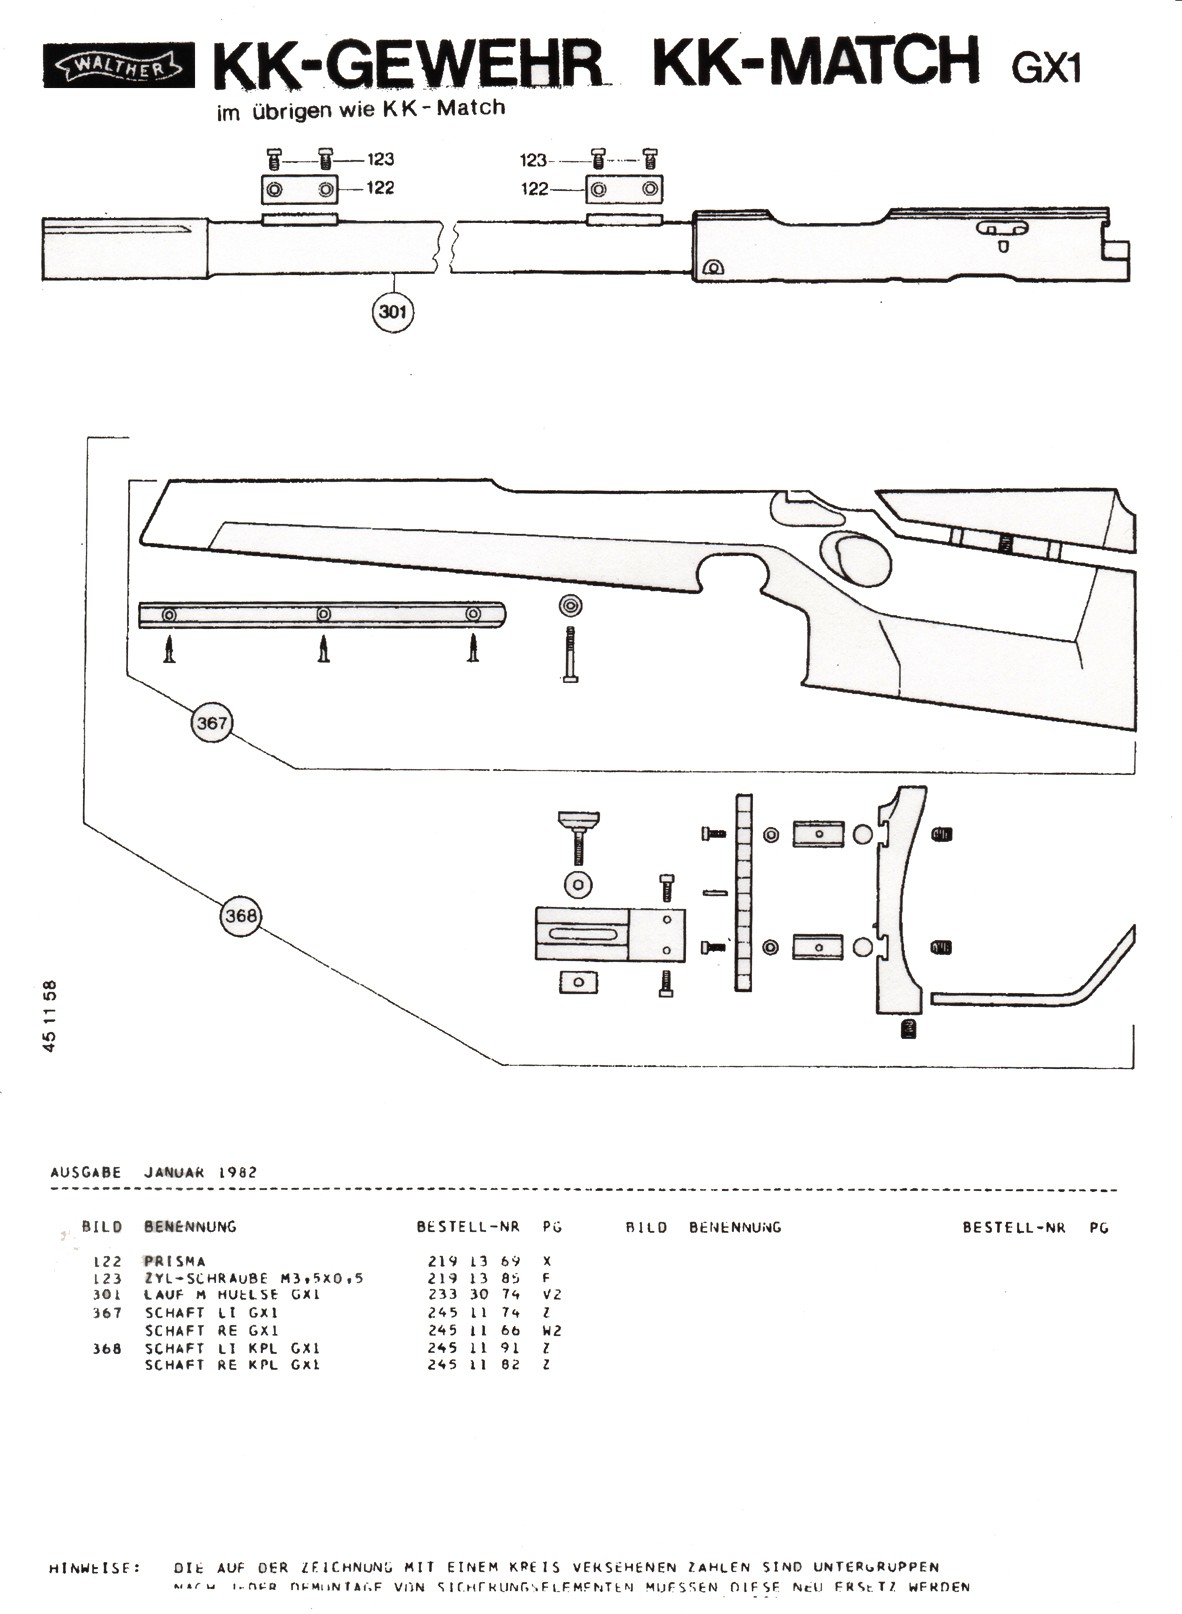 WALTHER KK-GEWEHR KK-MATCH GX1
im übrigen wie KK-Match
123 123
122 122
301
367
368
45 11 58
AUSGABE JANUAR 1982
BILD BENENNUNG BESTELL-NR PG BILD BENENNUNG BESTELL-NR PG
122 PRISMA 219 13 69 X
123 ZYL-SCHRAUBE M3,5X0,5 219 13 85 F
301 LAUF M HUELSE GX1 233 30 74 V2
367 SCHAFT LI GX1 245 11 74 Z
SCHAFT RE GX1 245 11 66 W2
368 SCHAFT LI KPL GX1 245 11 91 Z
SCHAFT RE KPL GX1 245 11 82 Z
HINWEISE: DIE AUF DER ZEICHNUNG MIT EINEM KREIS VERSEHENEN ZAHLEN SIND UNTERGRUPPEN
NACH JEDER DEMONTAGE VON SICHERUNGSELEMENTEN MUESSEN DIESE NEU ERSETZ WERDEN